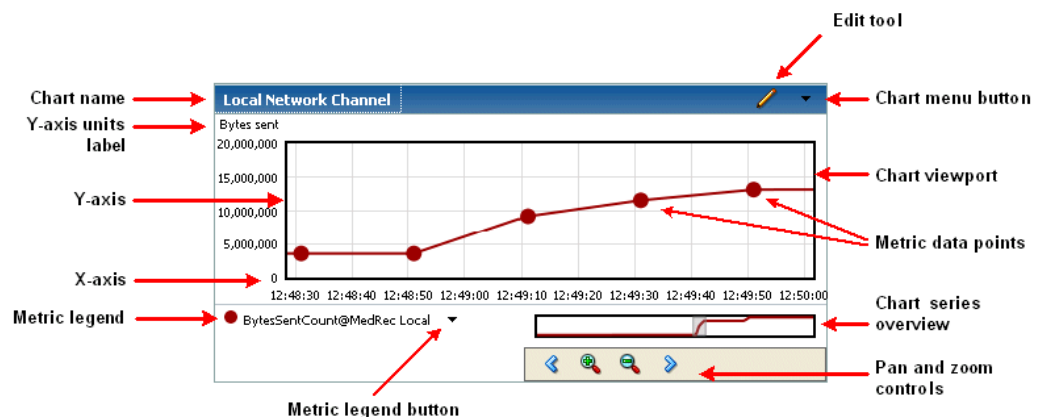 Edit tool
Chart name
Local Network Channel
Chart menu button
Y-axis units
label
Bytes sent
20,000,000
15,000,000
10,000,000
5,000,000
0
Y-axis
Chart viewport
Metric data points
X-axis
12:48:30 12:48:40 12:48:50 12:49:00 12:49:10 12:49:20 12:49:30 12:49:40 12:49:50 12:50:00
Metric legend
BytesSentCount@MedRec Local
Chart series
overview
Pan and zoom
controls
Metric legend button